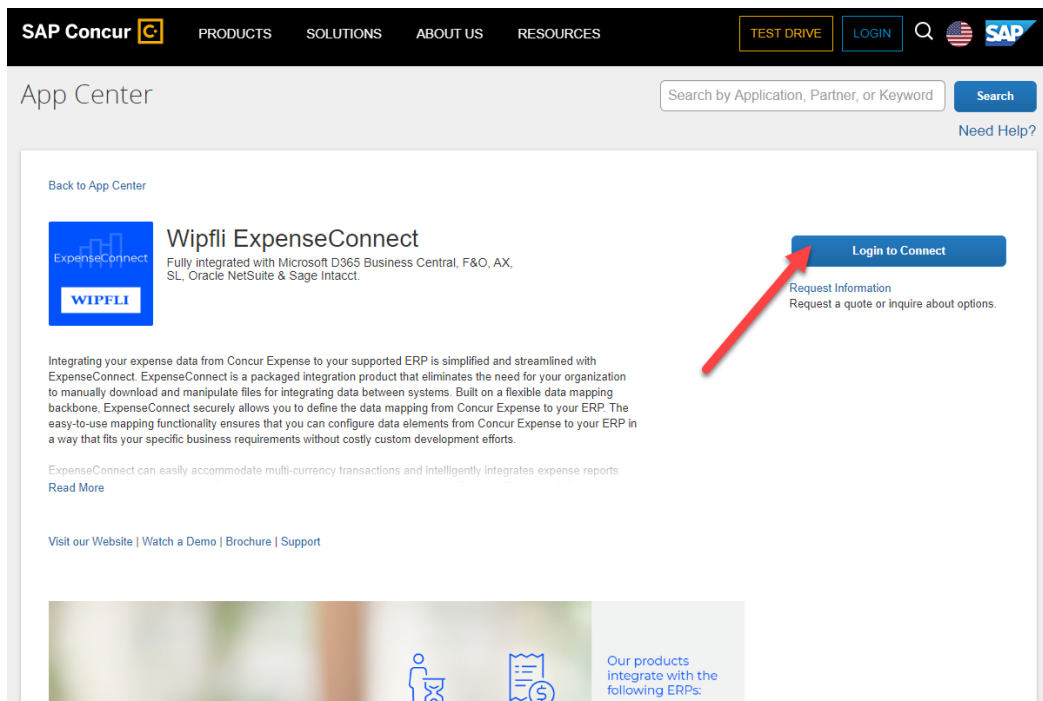 SAP Concur C PRODUCTS SOLUTIONS ABOUT US RESOURCES TEST DRIVE LOGIN SAP
App Center Search by Application, Partner, or Keyword Search
Need Help?
Back to App Center
ExpenseConnect
WIPFLI
Wipfli ExpenseConnect
Fully integrated with Microsoft D365 Business Central, F&O, AX,
SL, Oracle NetSuite & Sage Intacct.
Login to Connect
Request Information
Request a quote or inquire about options.
Integrating your expense data from Concur Expense to your supported ERP is simplified and streamlined with
ExpenseConnect. ExpenseConnect is a packaged integration product that eliminates the need for your organization
to manually download and manipulate files for integrating data between systems. Built on a flexible data mapping
backbone, ExpenseConnect securely allows you to define the data mapping from Concur Expense to your ERP. The
easy-to-use mapping functionality ensures that you can configure data elements from Concur Expense to your ERP in
a way that fits your specific business requirements without costly custom development efforts.
ExpenseConnect can easily accommodate multi-currency transactions and intelligently integrates expense reports
Read More
Visit our Website | Watch a Demo | Brochure | Support
Our products
integrate with the
following ERPs: